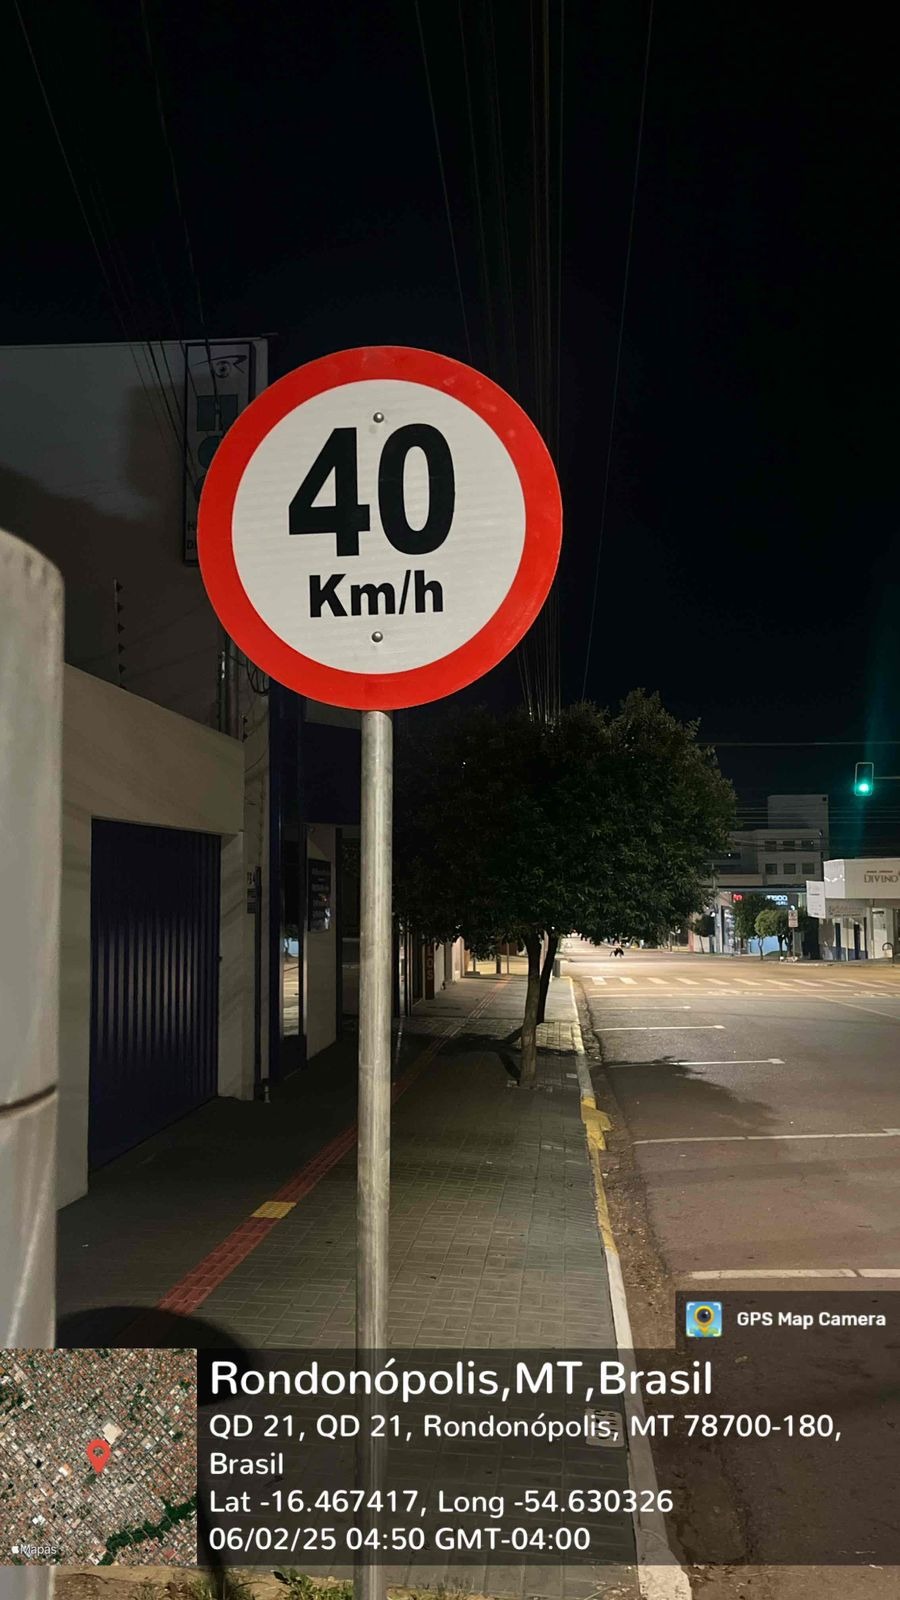 40
Km/h
DIVINO
GPS Map Camera
Rondonópolis,MT,Brasil
QD 21, QD 21, Rondonópolis, MT 78700-180,
Brasil
Lat -16.467417, Long -54.630326
06/02/25 04:50 GMT-04:00
Mapas